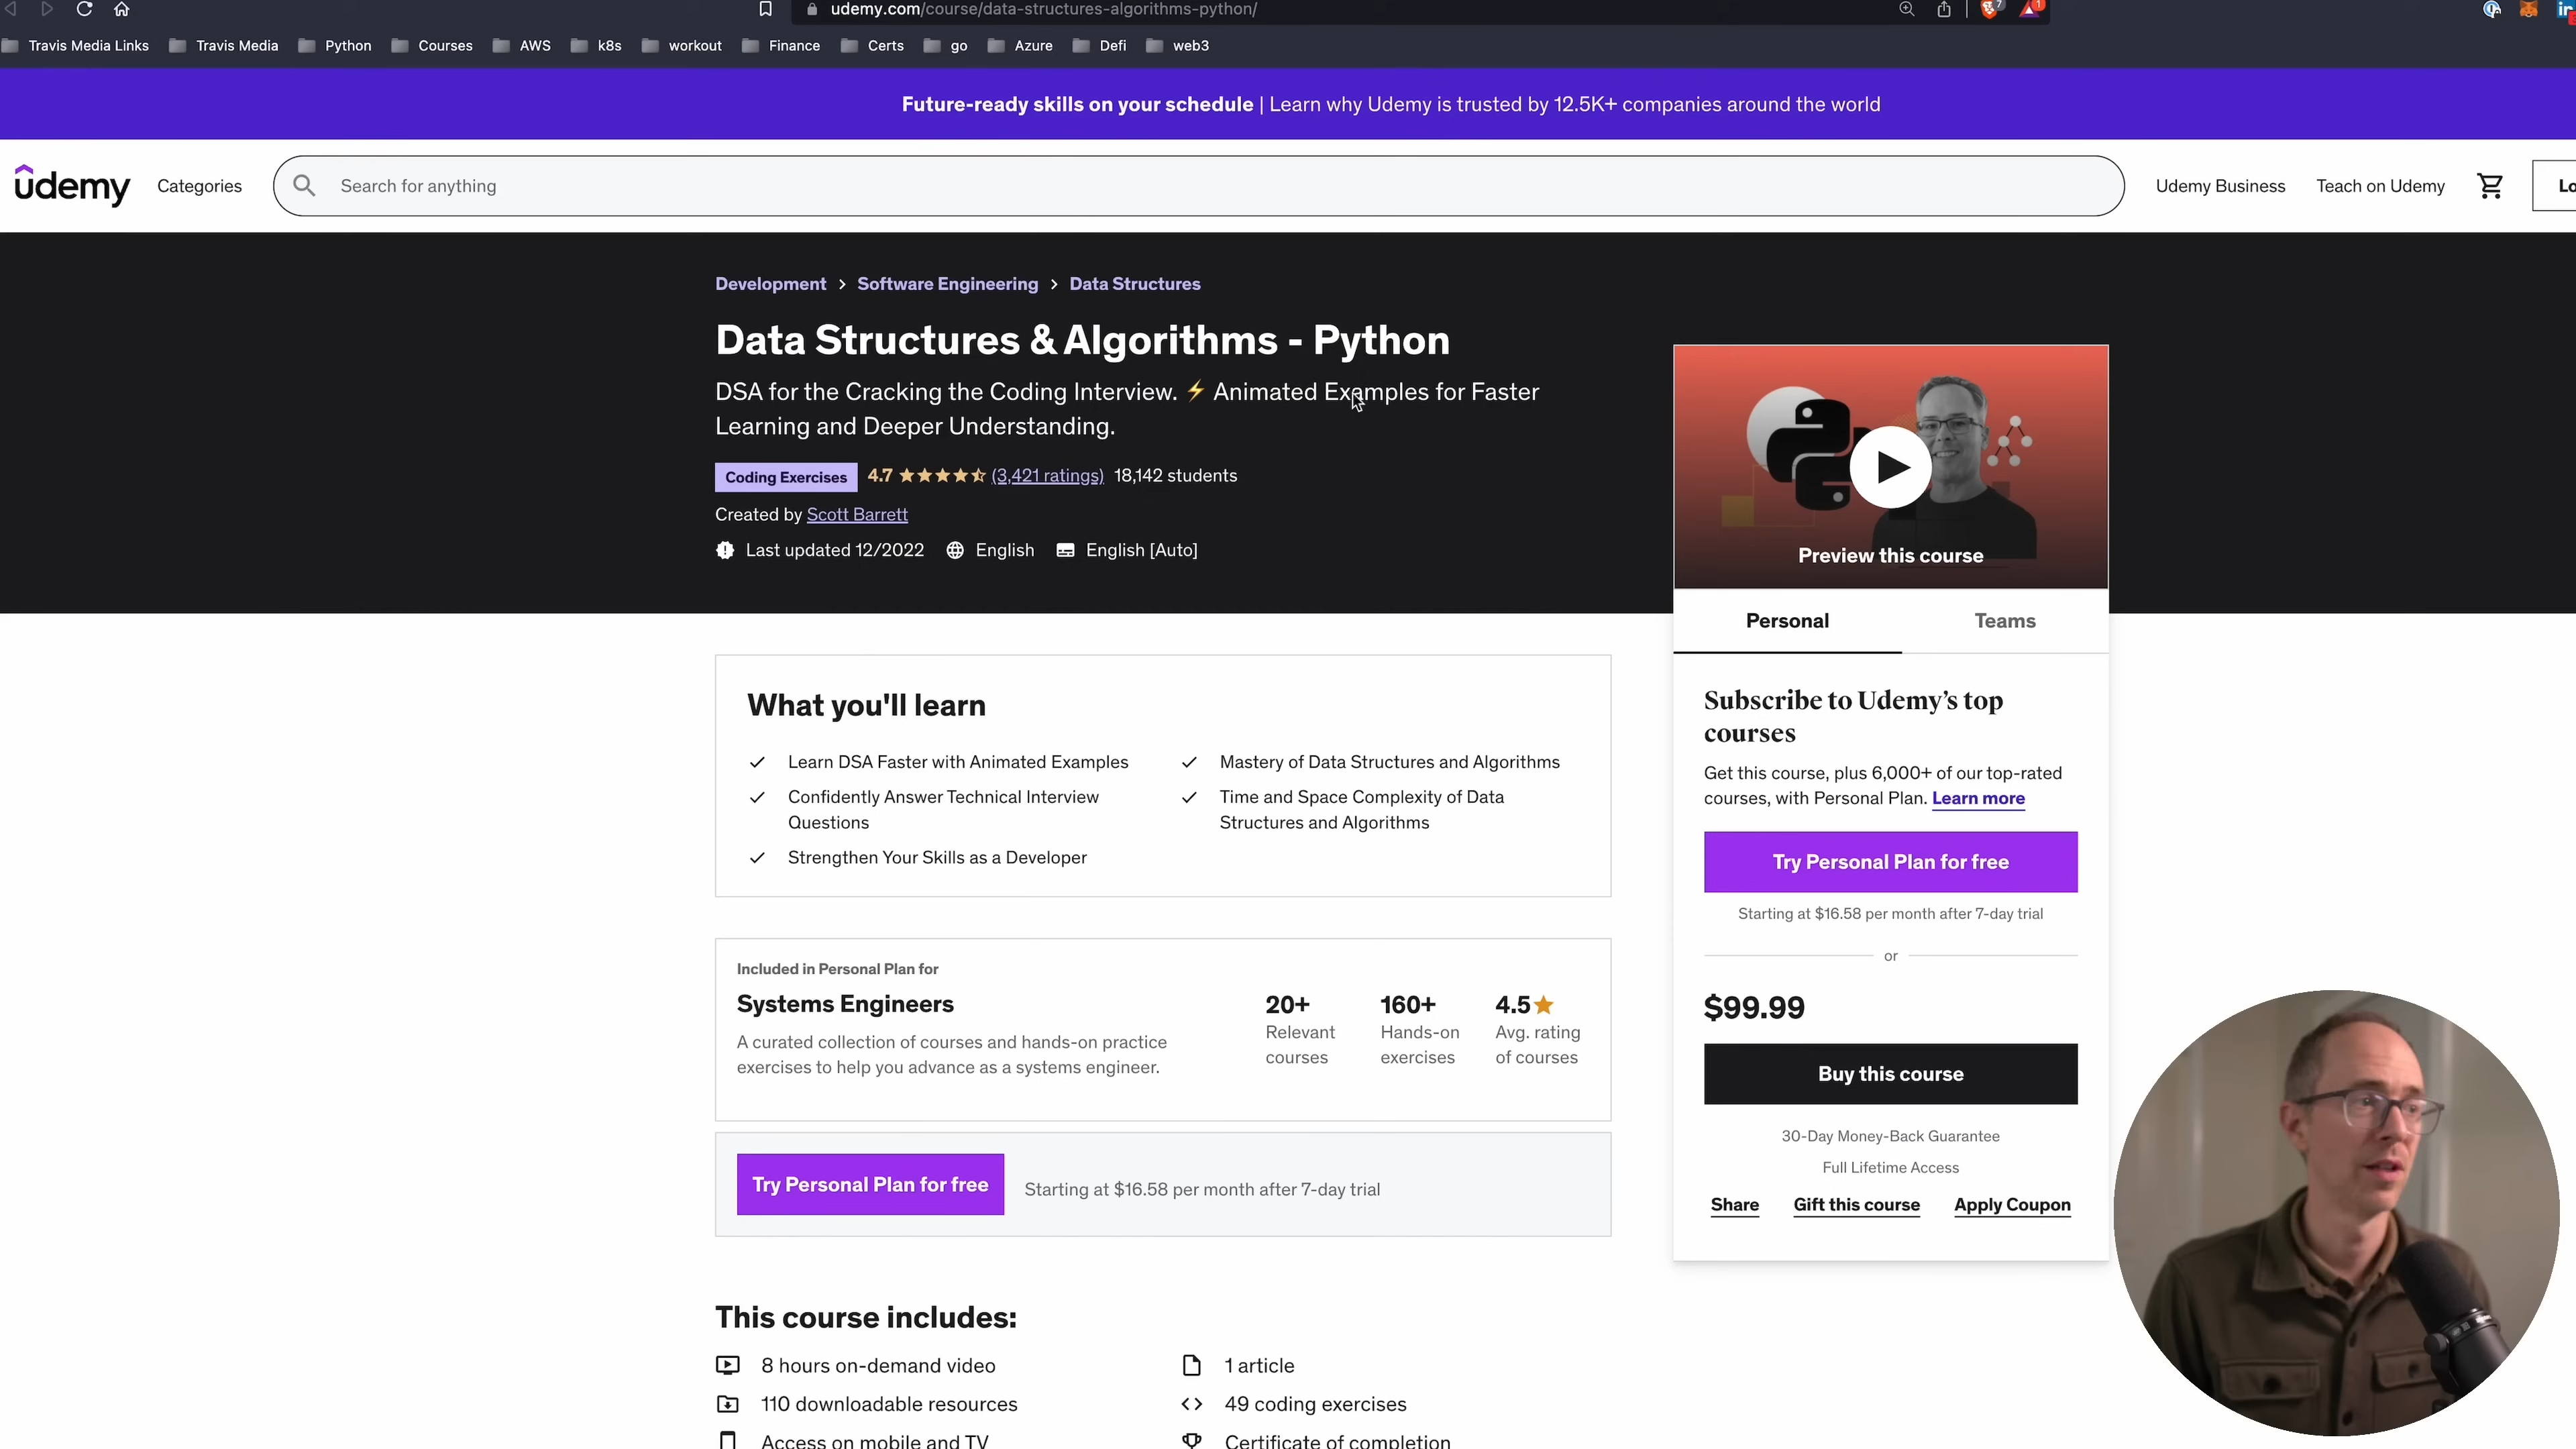 udemy.com/course/data-structures-algorithms-python/
7
1
Travis Media Links
Travis Media
Python
Courses
AWS
k8s
workout
Finance
Certs
go
Azure
Defi
web3
Future-ready skills on your schedule | Learn why Udemy is trusted by 12.5K+ companies around the world
udemy
Categories
Search for anything
Udemy Business
Teach on Udemy
Development > Software Engineering > Data Structures
Data Structures & Algorithms - Python
DSA for the Cracking the Coding Interview. ⚡ Animated Examples for Faster
Learning and Deeper Understanding.
Coding Exercises 4.7 (3,421 ratings) 18,142 students
Created by Scott Barrett
Last updated 12/2022 English English [Auto]
Preview this course
Personal
Teams
What you'll learn
Learn DSA Faster with Animated Examples
Confidently Answer Technical Interview
Questions
Strengthen Your Skills as a Developer
Mastery of Data Structures and Algorithms
Time and Space Complexity of Data
Structures and Algorithms
Subscribe to Udemy's top
courses
Get this course, plus 6,000+ of our top-rated
courses, with Personal Plan. Learn more
Try Personal Plan for free
Starting at $16.58 per month after 7-day trial
or
$99.99
Buy this course
30-Day Money-Back Guarantee
Full Lifetime Access
Share
Gift this course
Apply Coupon
Included in Personal Plan for
Systems Engineers
A curated collection of courses and hands-on practice
exercises to help you advance as a systems engineer.
20+
Relevant
courses
160+
Hands-on
exercises
4.5
Avg. rating
of courses
Try Personal Plan for free
Starting at $16.58 per month after 7-day trial
This course includes:
8 hours on-demand video
110 downloadable resources
Access on mobile and TV
1 article
49 coding exercises
Certificate of completion